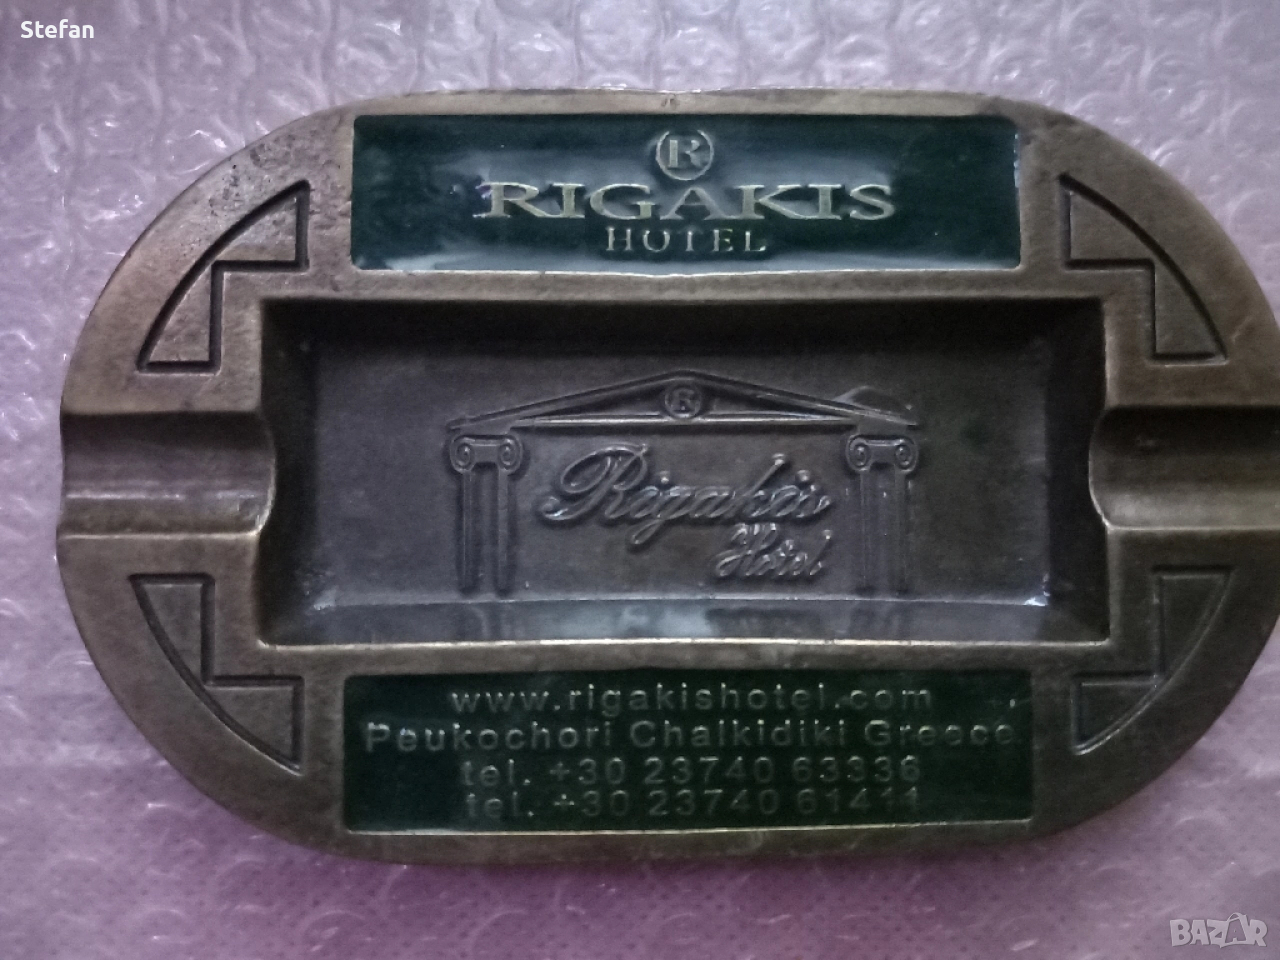 Stefan
R
RIGAKIS
HOTEL
R
Rigakis
Hotel
www.rigakishotel.com
Peukochori Chalkidiki Greece
tel. +30 23740 63336
tel. +30 23740 61411
BAZAR